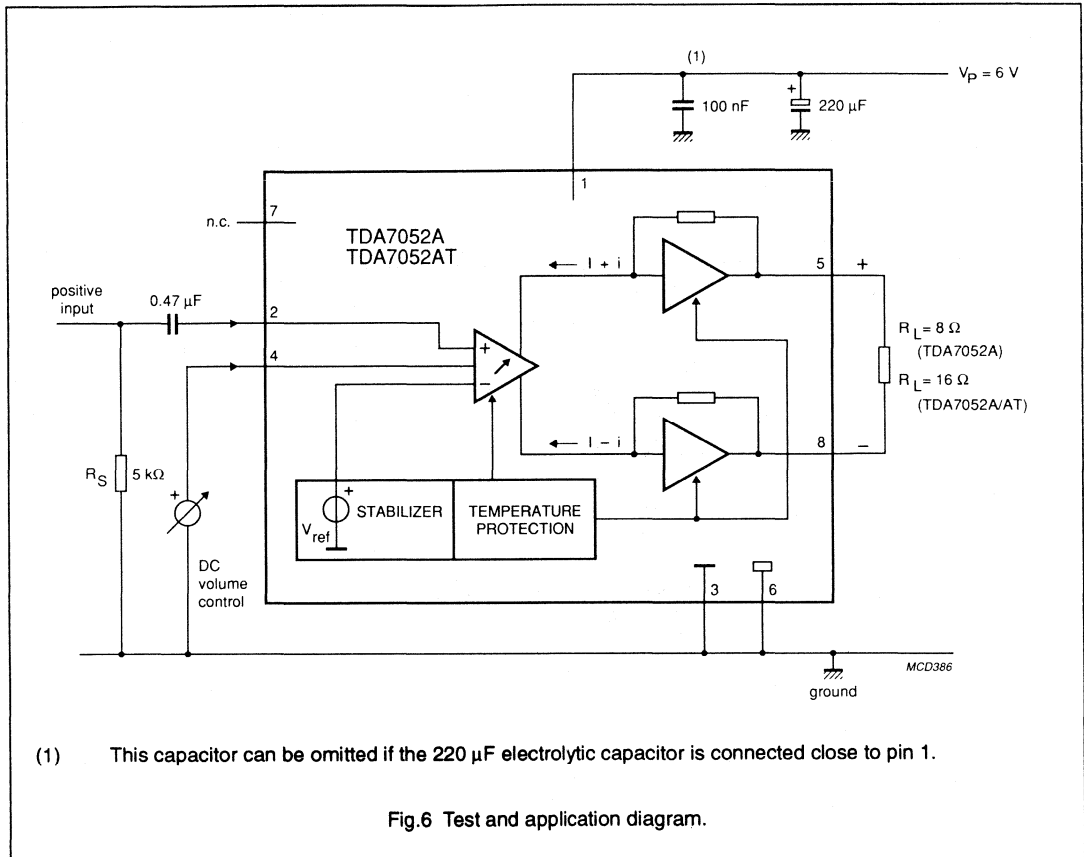 (1)
V_P = 6 V
100 nF
+
220 µF
1
7
n.c.
TDA7052A
TDA7052AT
I + i
5
+
positive
input
0.47 µF
2
+
4
−
R_L = 8 Ω
(TDA7052A)
R_L = 16 Ω
(TDA7052A/AT)
I − i
8
−
R_S
5 kΩ
+
+
V_ref
STABILIZER
TEMPERATURE
PROTECTION
DC
volume
control
3
6
MCD386
ground
(1) This capacitor can be omitted if the 220 µF electrolytic capacitor is connected close to pin 1.
Fig.6 Test and application diagram.